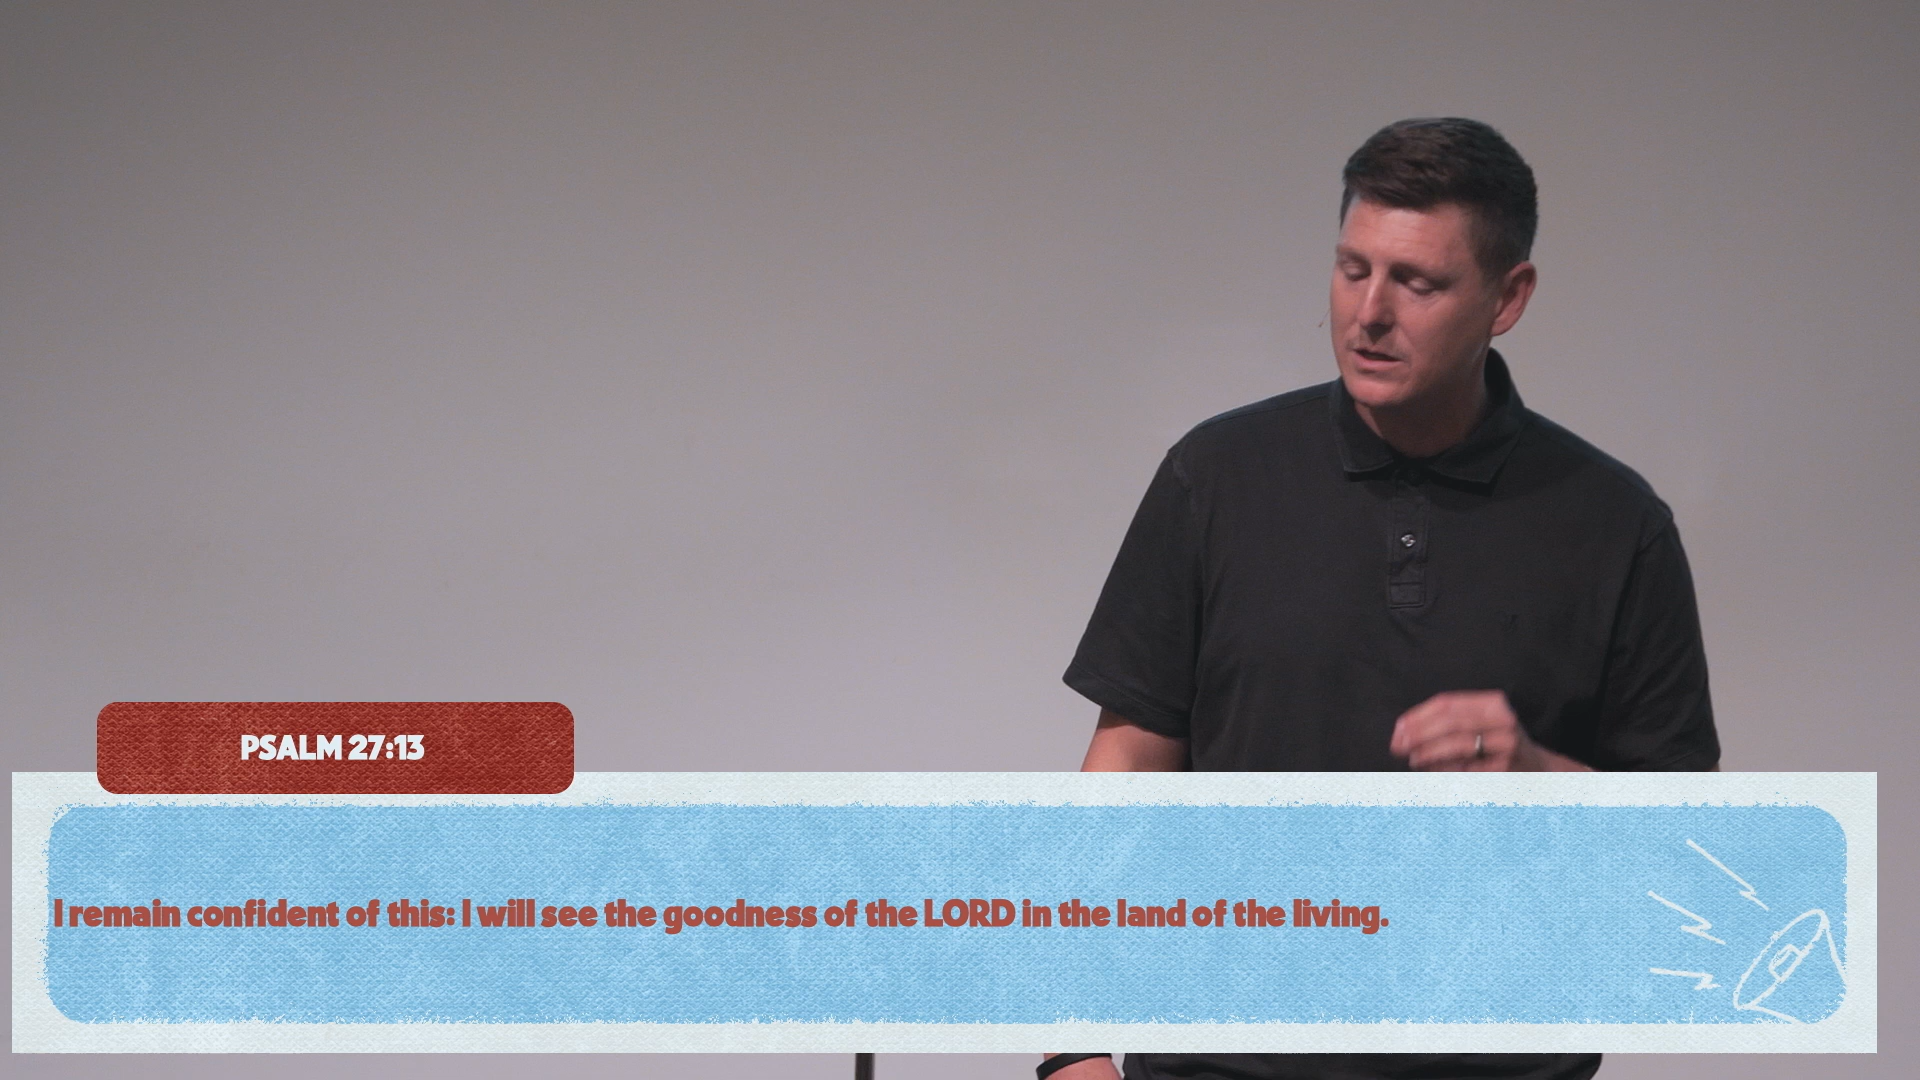 PSALM 27:13
I remain confident of this: I will see the goodness of the LORD in the land of the living.